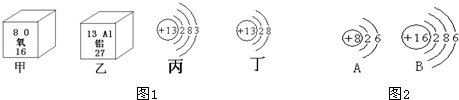 8 O
氧
16
13 Al
铝
27
+13 2 8 3
+13 2 8
+8 2 6
+16 2 8 6
甲 乙 丙 丁 A B
图1 图2